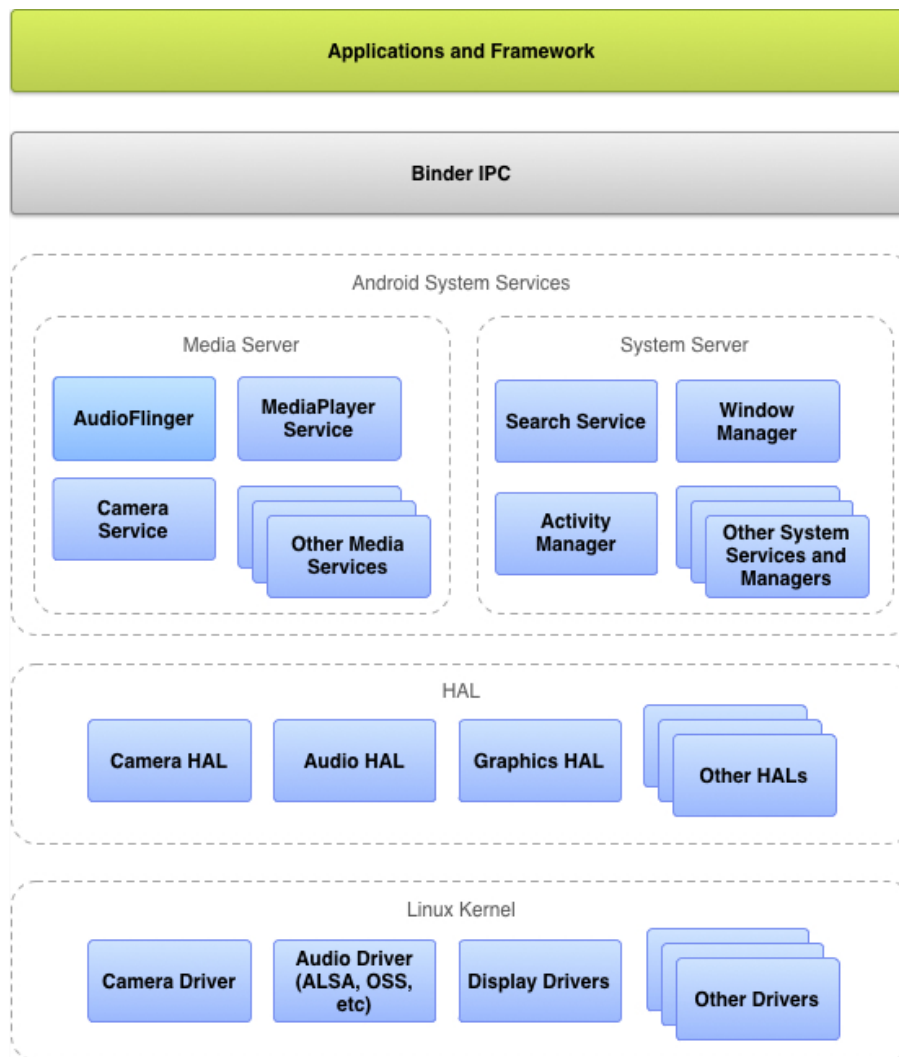 Applications and Framework
Binder IPC
Android System Services
Media Server
AudioFlinger
MediaPlayer
Service
Camera
Service
Other Media
Services
System Server
Search Service
Window
Manager
Activity
Manager
Other System
Services and
Managers
HAL
Camera HAL
Audio HAL
Graphics HAL
Other HALs
Linux Kernel
Camera Driver
Audio Driver
(ALSA, OSS,
etc)
Display Drivers
Other Drivers